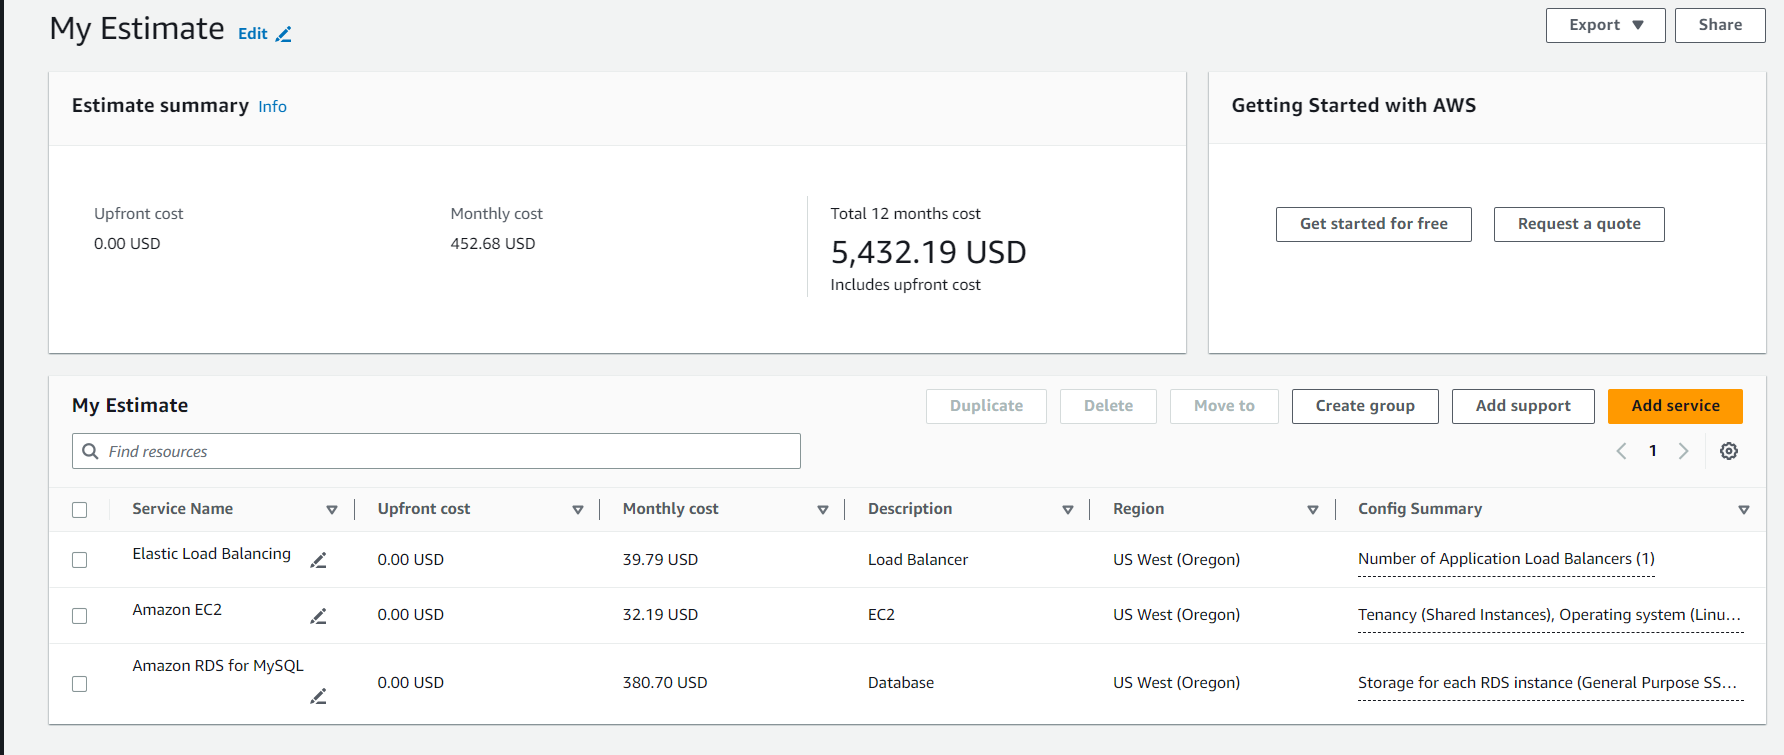 My Estimate Edit
Export Share
Estimate summary Info
Getting Started with AWS
Upfront cost Monthly cost Total 12 months cost
0.00 USD 452.68 USD 5,432.19 USD
Includes upfront cost
Get started for free Request a quote
My Estimate Duplicate Delete Move to Create group Add support Add service
Find resources 1
Service Name Upfront cost Monthly cost Description Region Config Summary
Elastic Load Balancing 0.00 USD 39.79 USD Load Balancer US West (Oregon) Number of Application Load Balancers (1)
Amazon EC2 0.00 USD 32.19 USD EC2 US West (Oregon) Tenancy (Shared Instances), Operating system (Linu...
Amazon RDS for MySQL 0.00 USD 380.70 USD Database US West (Oregon) Storage for each RDS instance (General Purpose SS...